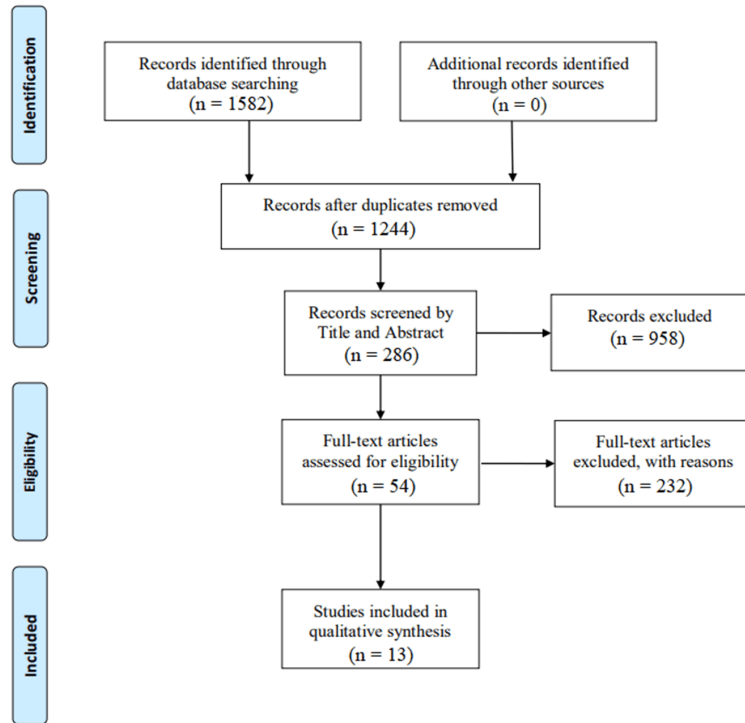 Identification
Records identified through
database searching
(n = 1582)
Additional records identified
through other sources
(n = 0)
Screening
Records after duplicates removed
(n = 1244)
Records screened by
Title and Abstract
(n = 286)
Records excluded
(n = 958)
Eligibility
Full-text articles
assessed for eligibility
(n = 54)
Full-text articles
excluded, with reasons
(n = 232)
Included
Studies included in
qualitative synthesis
(n = 13)